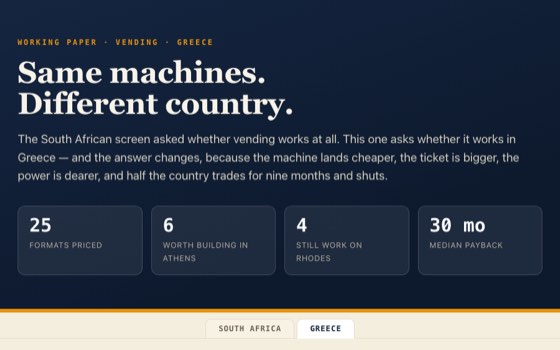 WORKING PAPER · VENDING · GREECE
Same machines.
Different country.
The South African screen asked whether vending works at all. This one asks whether it works in
Greece — and the answer changes, because the machine lands cheaper, the ticket is bigger, the
power is dearer, and half the country trades for nine months and shuts.
25
FORMATS PRICED
6
WORTH BUILDING IN
ATHENS
4
STILL WORK ON
RHODES
30 mo
MEDIAN PAYBACK
SOUTH AFRICA
GREECE